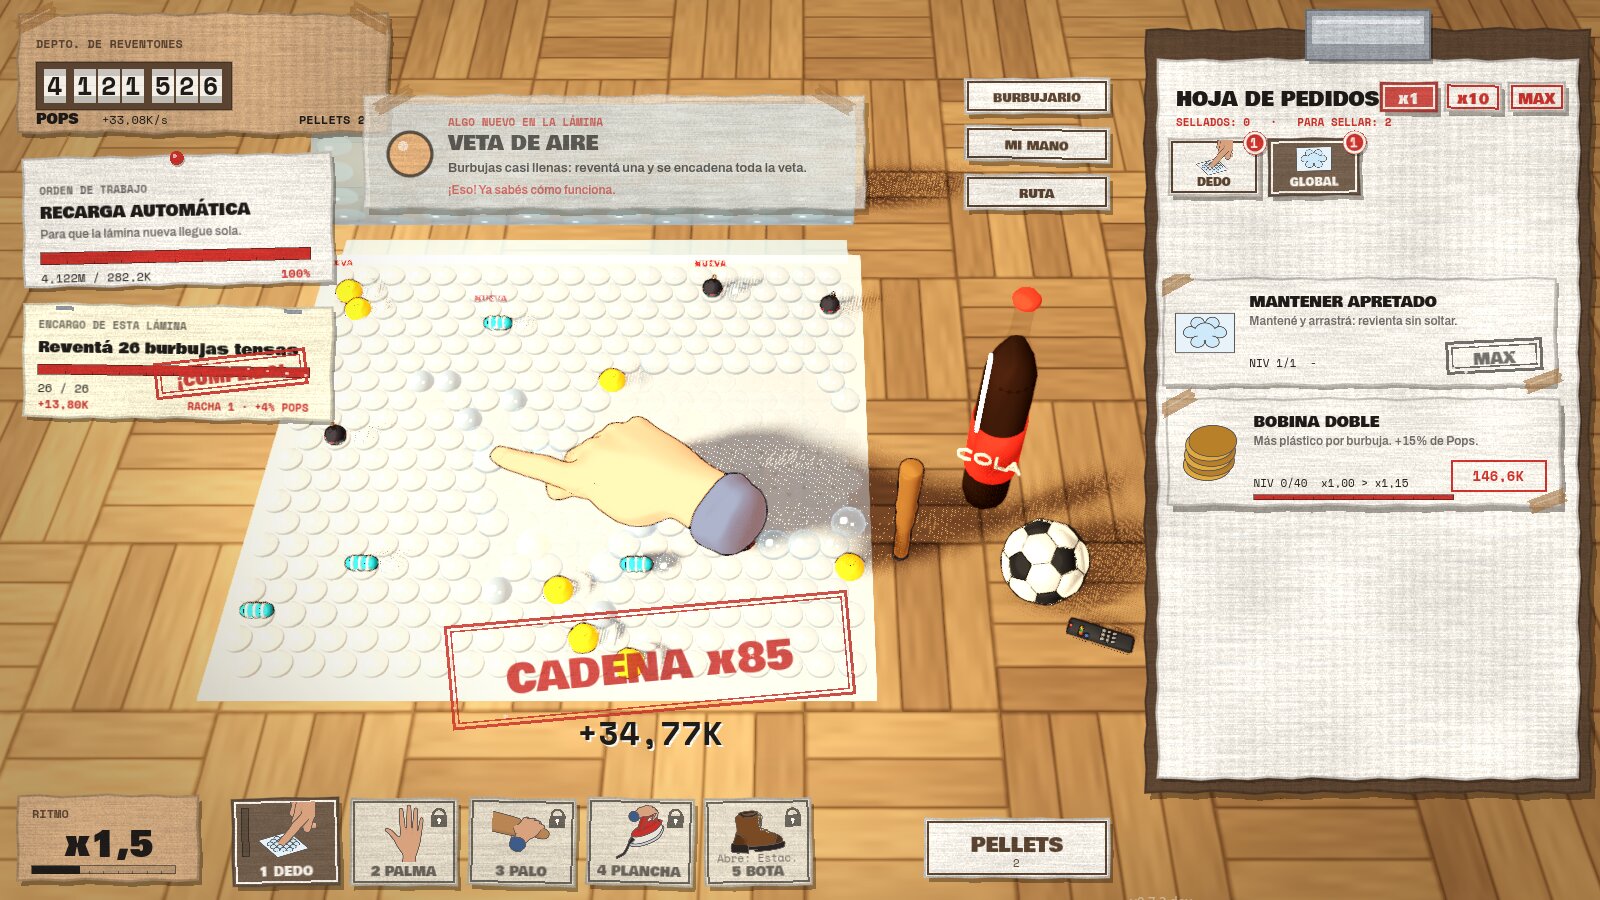 DEPTO. DE REVENTONES
4 121 526
POPS +33,08K/s PELLETS 2
ORDEN DE TRABAJO
RECARGA AUTOMÁTICA
Para que la lámina nueva llegue sola.
4,122M / 282.2K 100%
ENCARGO DE ESTA LÁMINA
Reventá 26 burbujas tensas
26 / 26
+13,80K RACHA 1 · +4% POPS
ALGO NUEVO EN LA LÁMINA
VETA DE AIRE
Burbujas casi llenas: reventá una y se encadena toda la veta.
¡Eso! Ya sabés cómo funciona.
BURBUJARIO
MI MANO
RUTA
NUEVA
NUEVA
COLA
CADENA x85
+34,77K
HOJA DE PEDIDOS x1 x10 MAX
SELLADOS: 0 · PARA SELLAR: 2
DEDO 1
GLOBAL 1
MANTENER APRETADO
Mantené y arrastrá: revienta sin soltar.
NIV 1/1 -
MAX
BOBINA DOBLE
Más plástico por burbuja. +15% de Pops.
NIV 0/40 x1,00 > x1,15
146,6K
RITMO
x1,5
1 DEDO
2 PALMA
3 PALO
4 PLANCHA
Abre: Estac.
5 BOTA
PELLETS
2